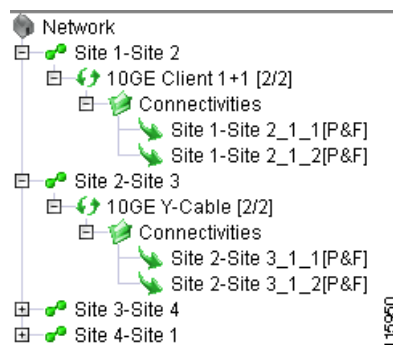 Network
Site 1-Site 2
10GE Client 1+1 [2/2]
Connectivities
Site 1-Site 2_1_1[P&F]
Site 1-Site 2_1_2[P&F]
Site 2-Site 3
10GE Y-Cable [2/2]
Connectivities
Site 2-Site 3_1_1[P&F]
Site 2-Site 3_1_2[P&F]
Site 3-Site 4
Site 4-Site 1